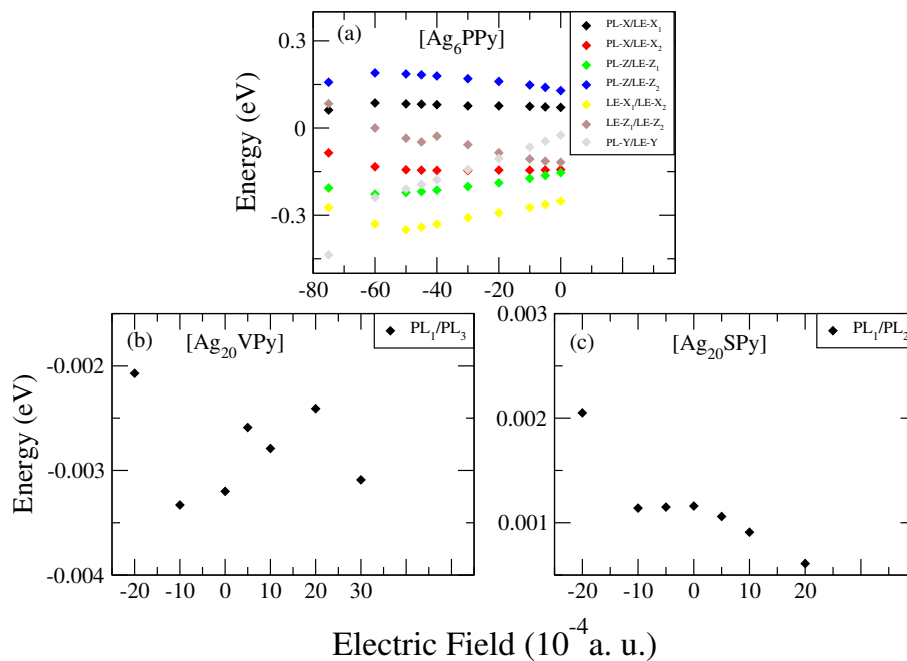 (a)
[Ag6PPy]
PL-X/LE-X1
PL-X/LE-X2
PL-Z/LE-Z1
PL-Z/LE-Z2
LE-X1/LE-X2
LE-Z1/LE-Z2
PL-Y/LE-Y
Energy (eV)
0.3
0
-0.3
-80 -60 -40 -20 0
(b)
[Ag20VPy]
PL1/PL3
Energy (eV)
-0.002
-0.003
-0.004
-20 -10 0 10 20 30
(c)
[Ag20SPy]
PL1/PL2
0.003
0.002
0.001
-20 0 20
Electric Field (10-4a. u.)